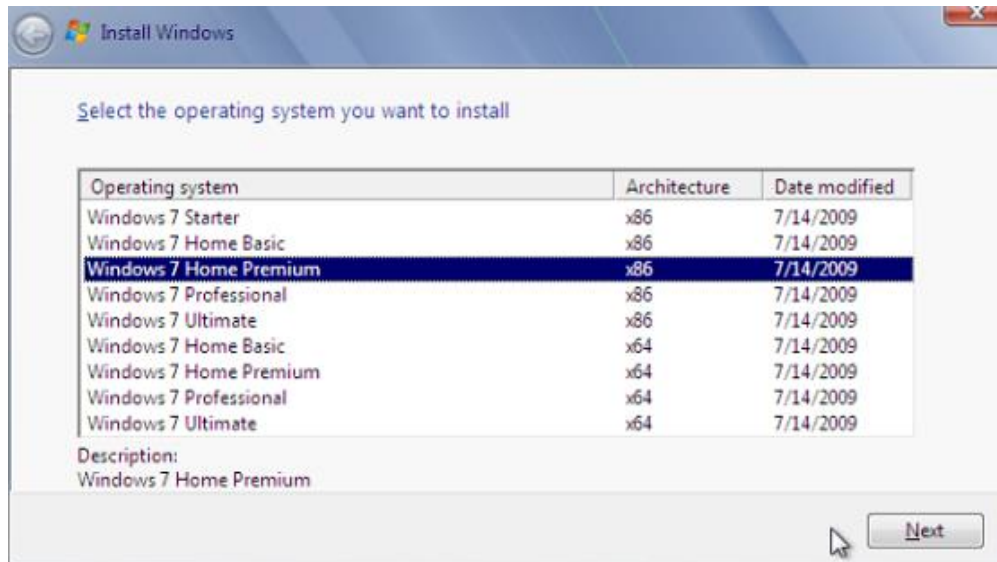 Install Windows
Select the operating system you want to install
Operating system Architecture Date modified
Windows 7 Starter x86 7/14/2009
Windows 7 Home Basic x86 7/14/2009
Windows 7 Home Premium x86 7/14/2009
Windows 7 Professional x86 7/14/2009
Windows 7 Ultimate x86 7/14/2009
Windows 7 Home Basic x64 7/14/2009
Windows 7 Home Premium x64 7/14/2009
Windows 7 Professional x64 7/14/2009
Windows 7 Ultimate x64 7/14/2009
Description:
Windows 7 Home Premium
Next